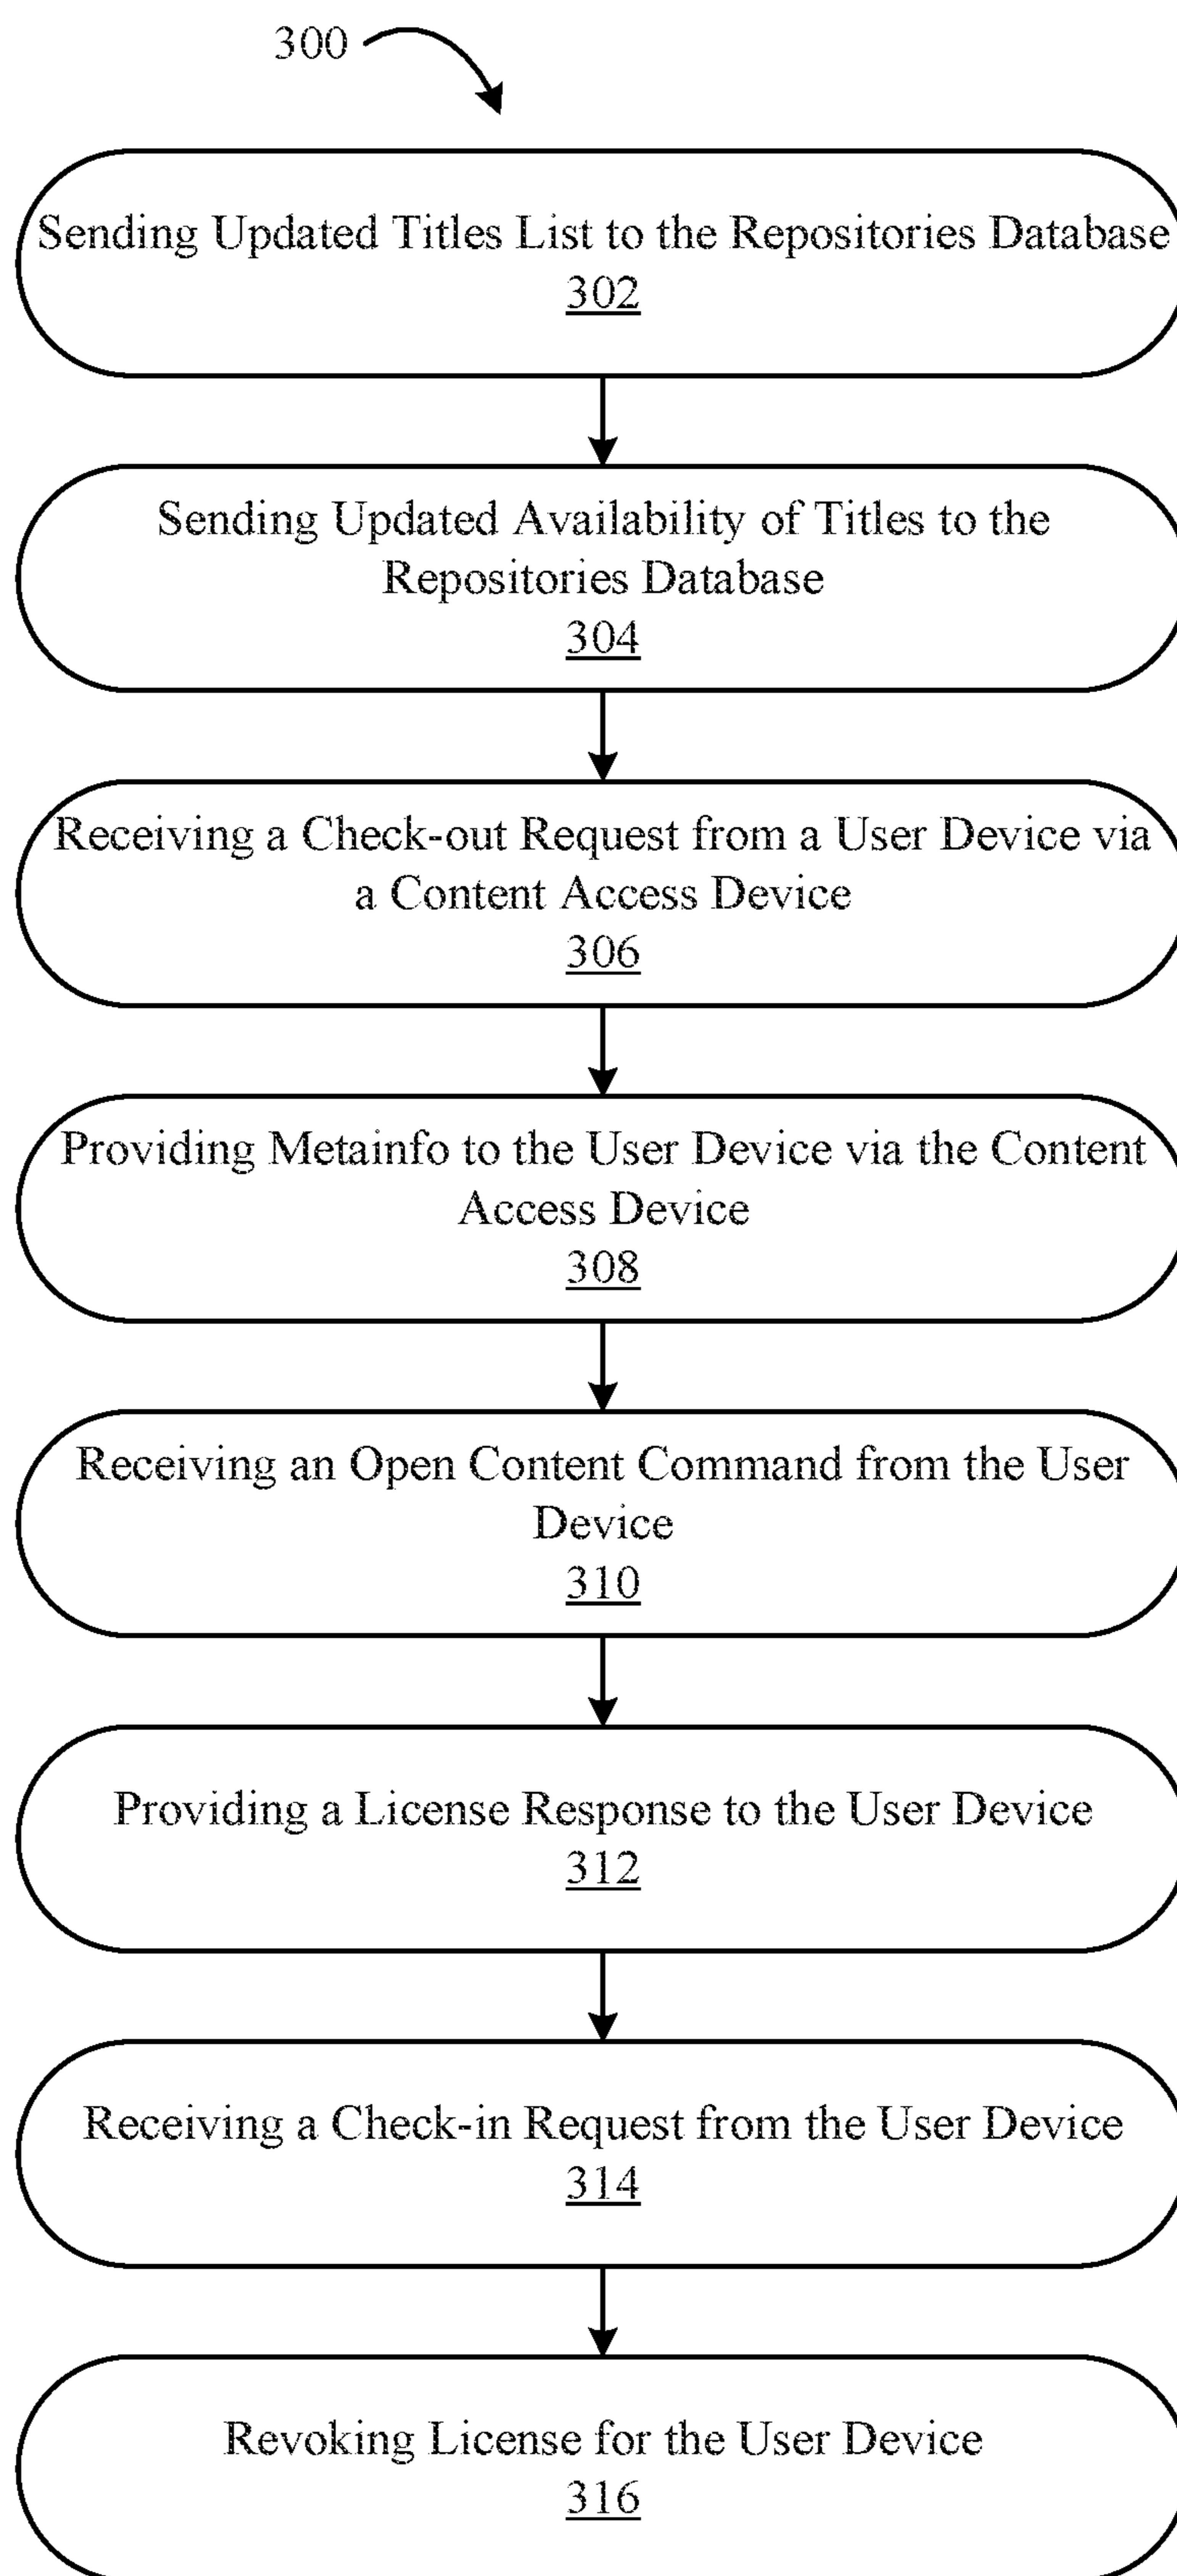 300
Sending Updated Titles List to the Repositories Database
302
Sending Updated Availability of Titles to the
Repositories Database
304
Receiving a Check-out Request from a User Device via
a Content Access Device
306
Providing Metainfo to the User Device via the Content
Access Device
308
Receiving an Open Content Command from the User
Device
310
Providing a License Response to the User Device
312
Receiving a Check-in Request from the User Device
314
Revoking License for the User Device
316